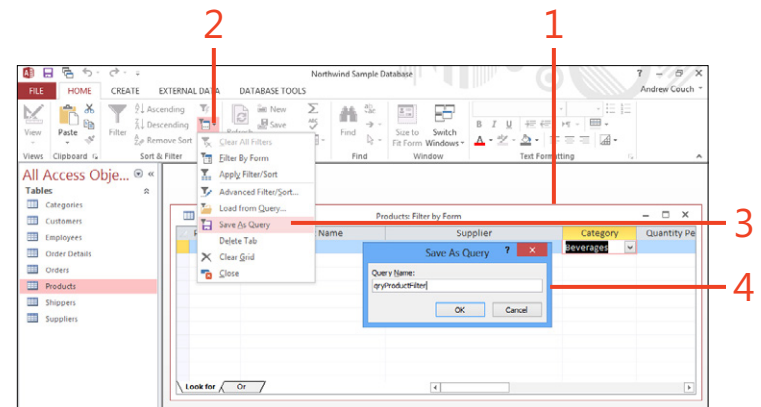 2
1
Northwind Sample Database
?
FILE HOME CREATE EXTERNAL DATA DATABASE TOOLS
Andrew Couch
View
Paste
Filter
Ascending
Descending
Remove Sort
New
Save
Find
Size to Fit Form
Switch Windows
B I U
A
Views
Clipboard
Sort & Filter
Find
Window
Text Formatting
Clear All Filters
Filter By Form
Apply Filter/Sort
Advanced Filter/Sort...
Load from Query...
Save As Query
Delete Tab
Clear Grid
Close
All Access Obje...
Tables
Categories
Customers
Employees
Order Details
Orders
Products
Shippers
Suppliers
Products: Filter by Form
Name
Supplier
Category
Quantity Pe
Beverages
Save As Query
?
Query Name:
qryProductFilter
OK
Cancel
Look for
Or
3
4